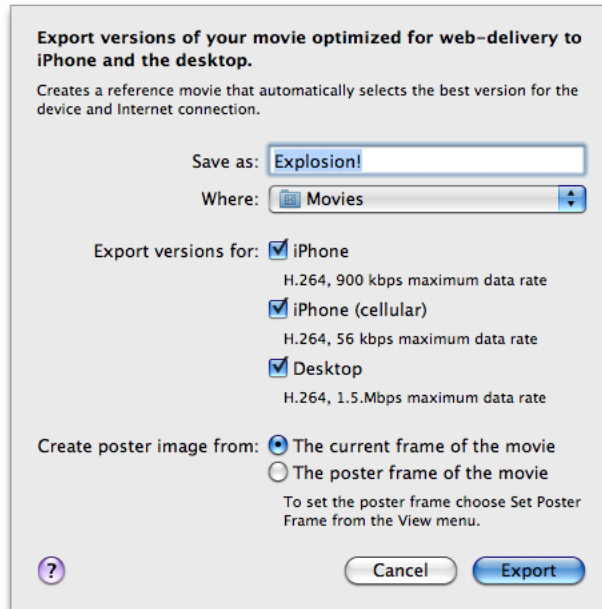 Export versions of your movie optimized for web-delivery to
iPhone and the desktop.
Creates a reference movie that automatically selects the best version for the
device and Internet connection.
Save as: Explosion!
Where: Movies
Export versions for: iPhone
H.264, 900 kbps maximum data rate
iPhone (cellular)
H.264, 56 kbps maximum data rate
Desktop
H.264, 1.5.Mbps maximum data rate
Create poster image from: The current frame of the movie
The poster frame of the movie
To set the poster frame choose Set Poster
Frame from the View menu.
? Cancel Export